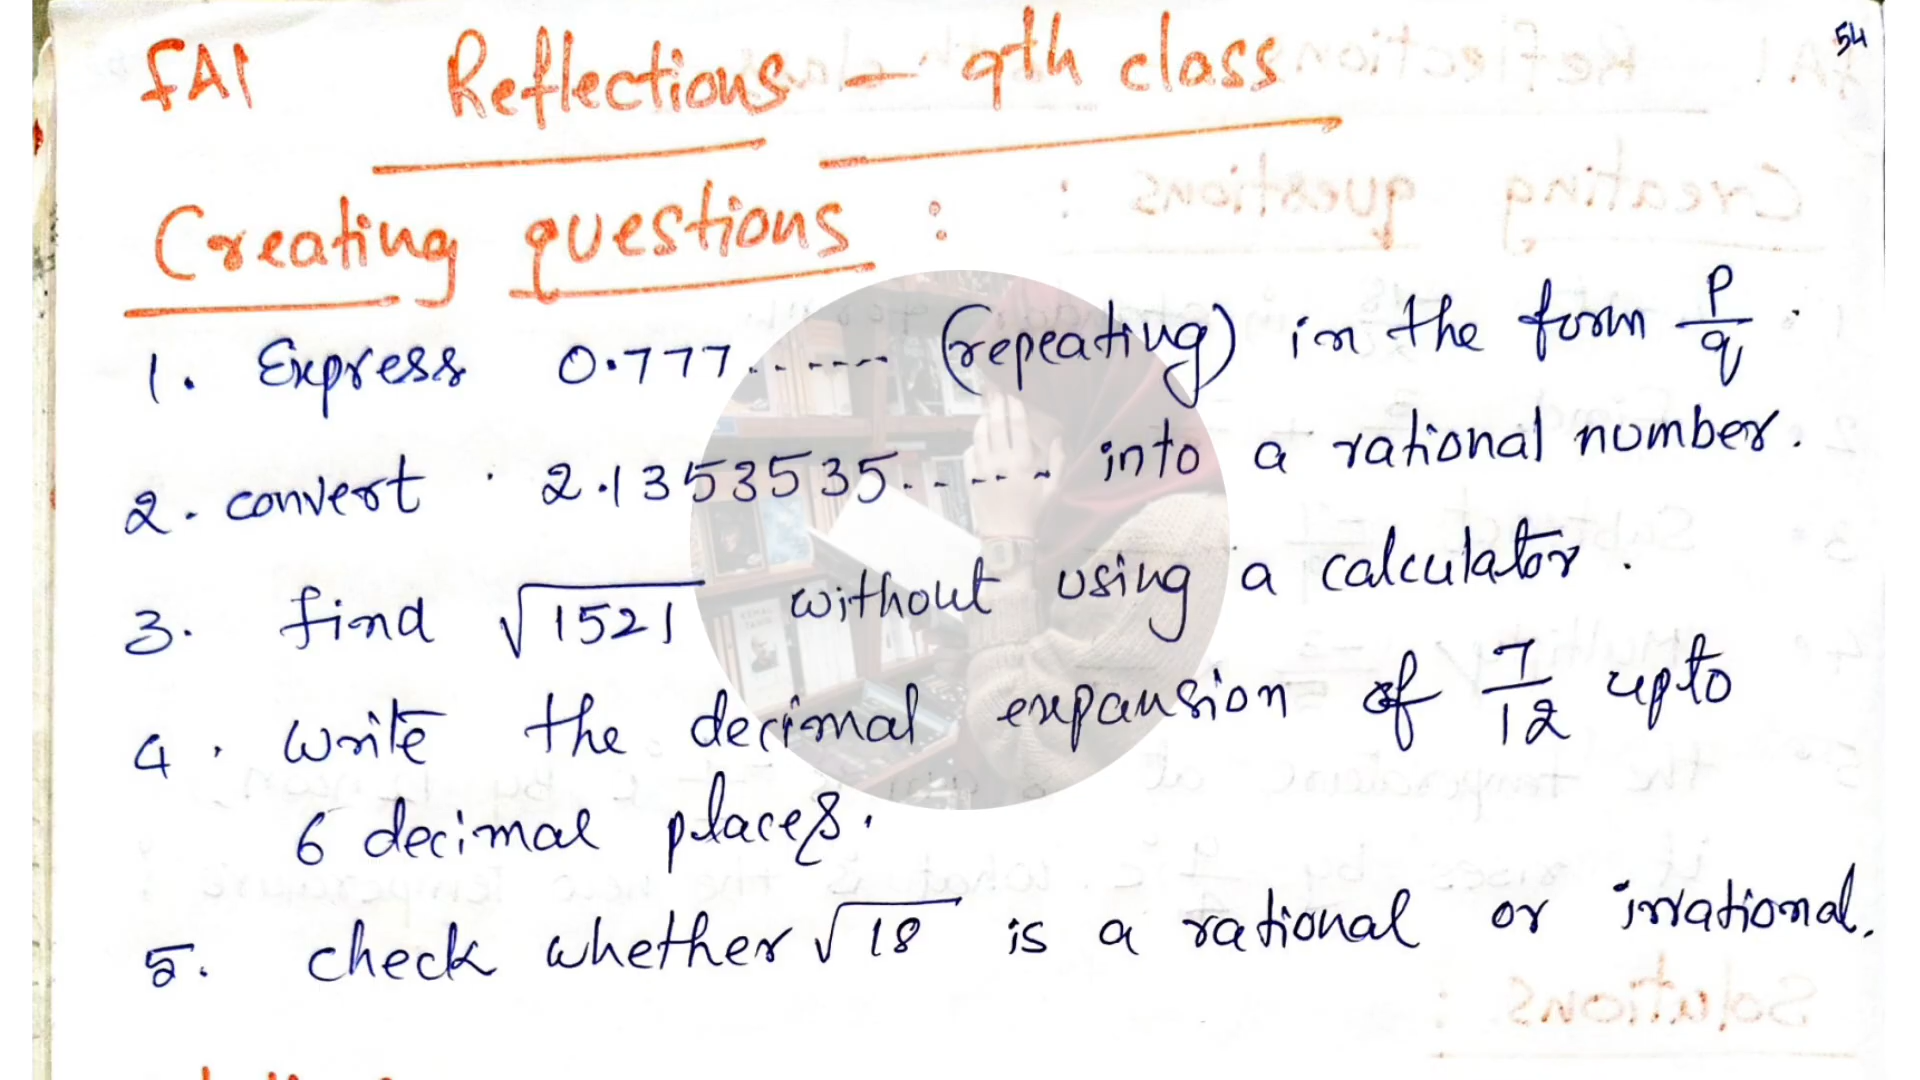 54
FA1 Reflections - 9th class
Creating questions :
1. Express 0.777....... (repeating) in the form p/q.
2. convert 2.1353535...... into a rational number.
3. find √1521 without using a calculator.
4. write the decimal expansion of 7/12 upto
6 decimal places.
5. check whether √18 is a rational or irrational.